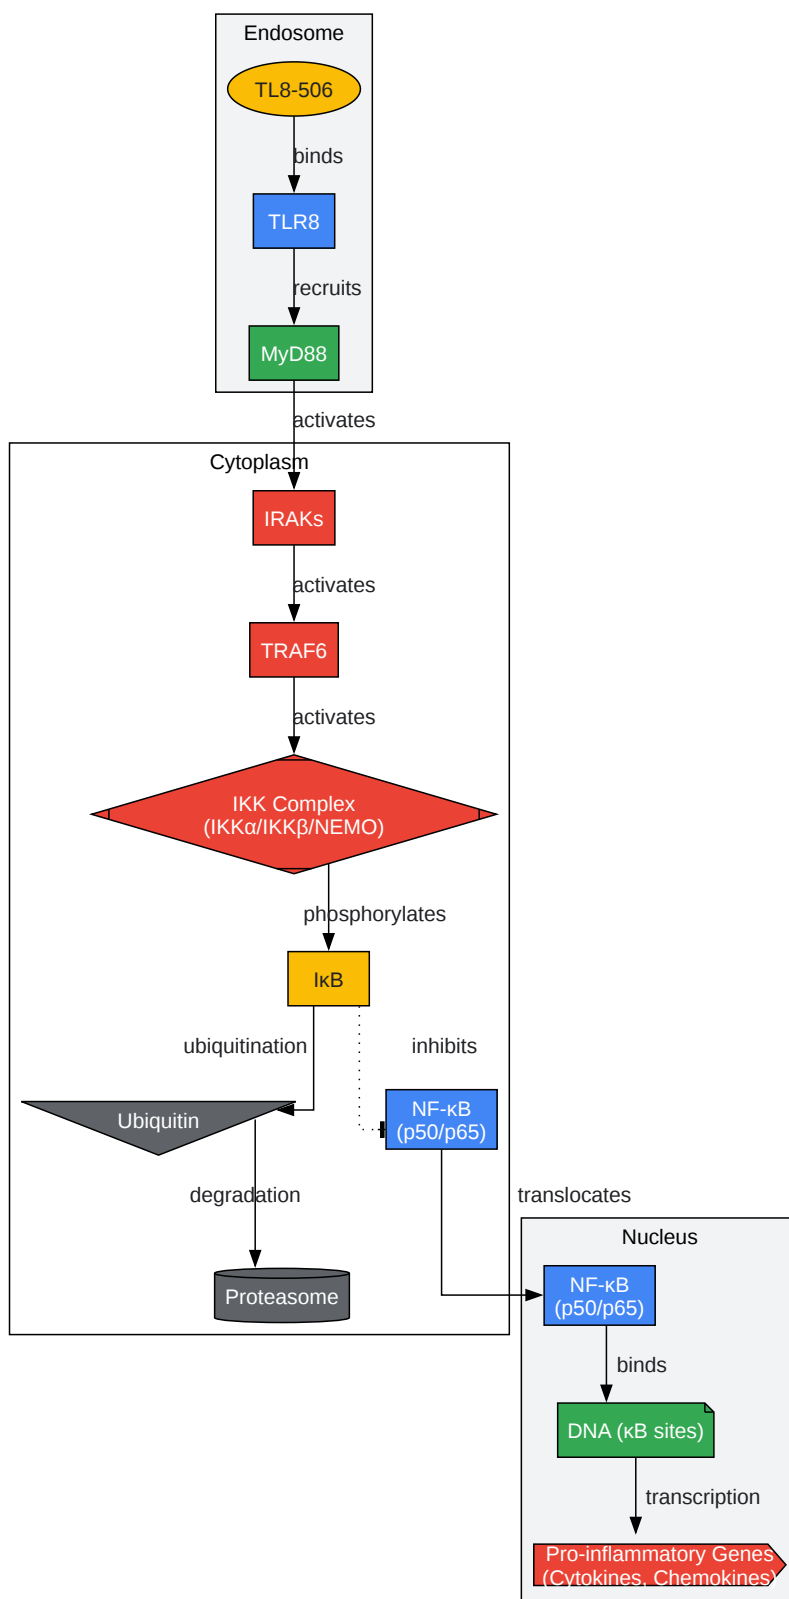 Endosome
TL8-506
binds
TLR8
recruits
MyD88
activates
Cytoplasm
IRAKs
activates
TRAF6
activates
IKK Complex
(IKKα/IKKβ/NEMO)
phosphorylates
IκB
ubiquitination
inhibits
Ubiquitin
NF-κB
(p50/p65)
degradation
translocates
Proteasome
Nucleus
NF-κB
(p50/p65)
binds
DNA (κB sites)
transcription
Pro-inflammatory Genes
(Cytokines, Chemokines)